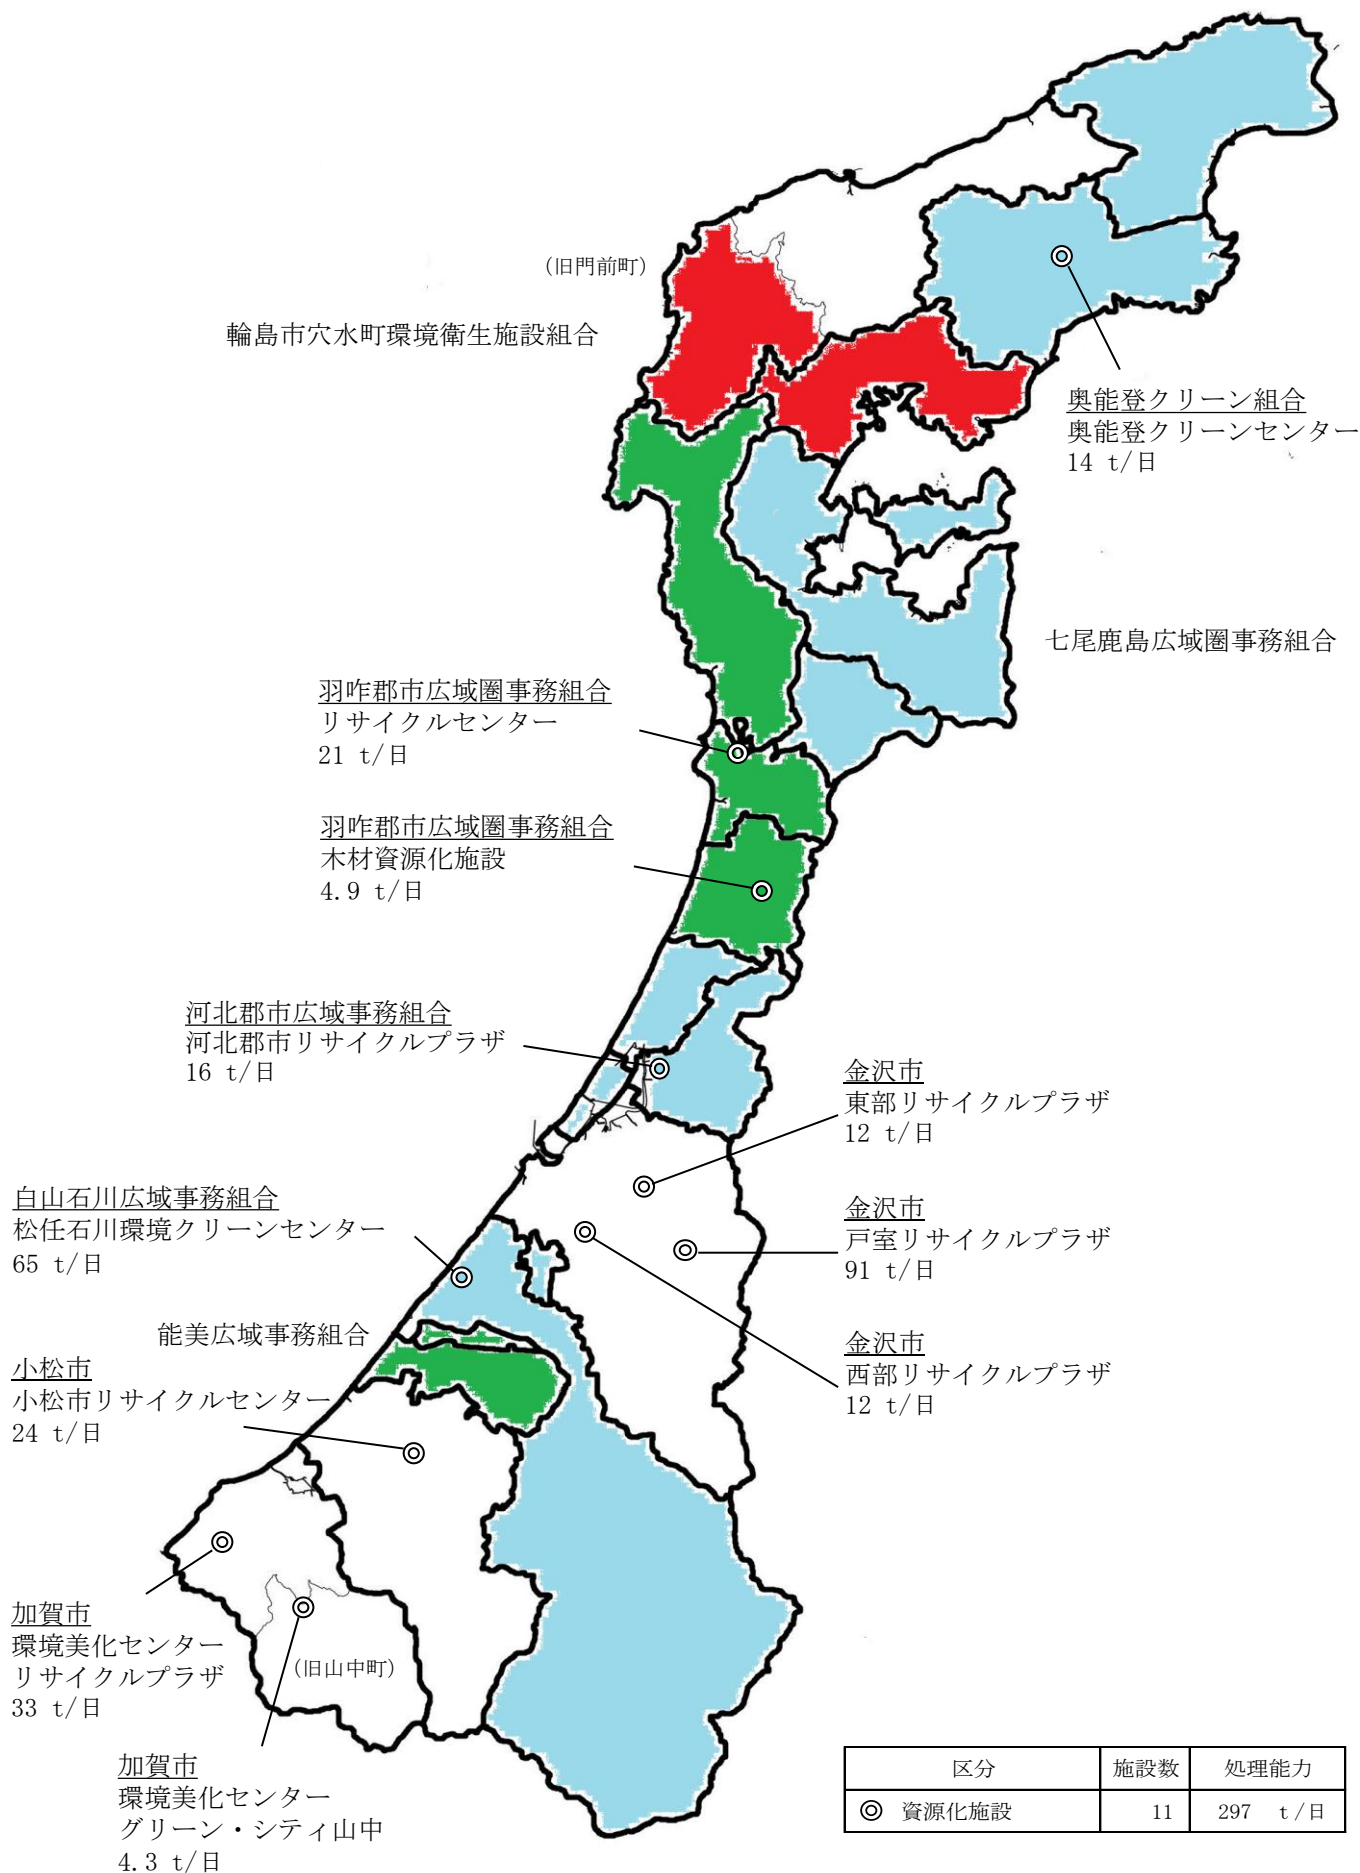 (旧門前町)
輪島市穴水町環境衛生施設組合
奥能登クリーン組合
奥能登クリーンセンター
14 t/日
七尾鹿島広域圏事務組合
羽咋郡市広域圏事務組合
リサイクルセンター
21 t/日
羽咋郡市広域圏事務組合
木材資源化施設
4.9 t/日
河北郡市広域事務組合
河北郡市リサイクルプラザ
16 t/日
金沢市
東部リサイクルプラザ
12 t/日
白山石川広域事務組合
松任石川環境クリーンセンター
65 t/日
金沢市
戸室リサイクルプラザ
91 t/日
能美広域事務組合
金沢市
西部リサイクルプラザ
12 t/日
小松市
小松市リサイクルセンター
24 t/日
加賀市
環境美化センター
リサイクルプラザ
33 t/日
(旧山中町)
加賀市
環境美化センター
グリーン・シティ山中
4.3 t/日
区分 施設数 処理能力
◎ 資源化施設 11 297 t/日